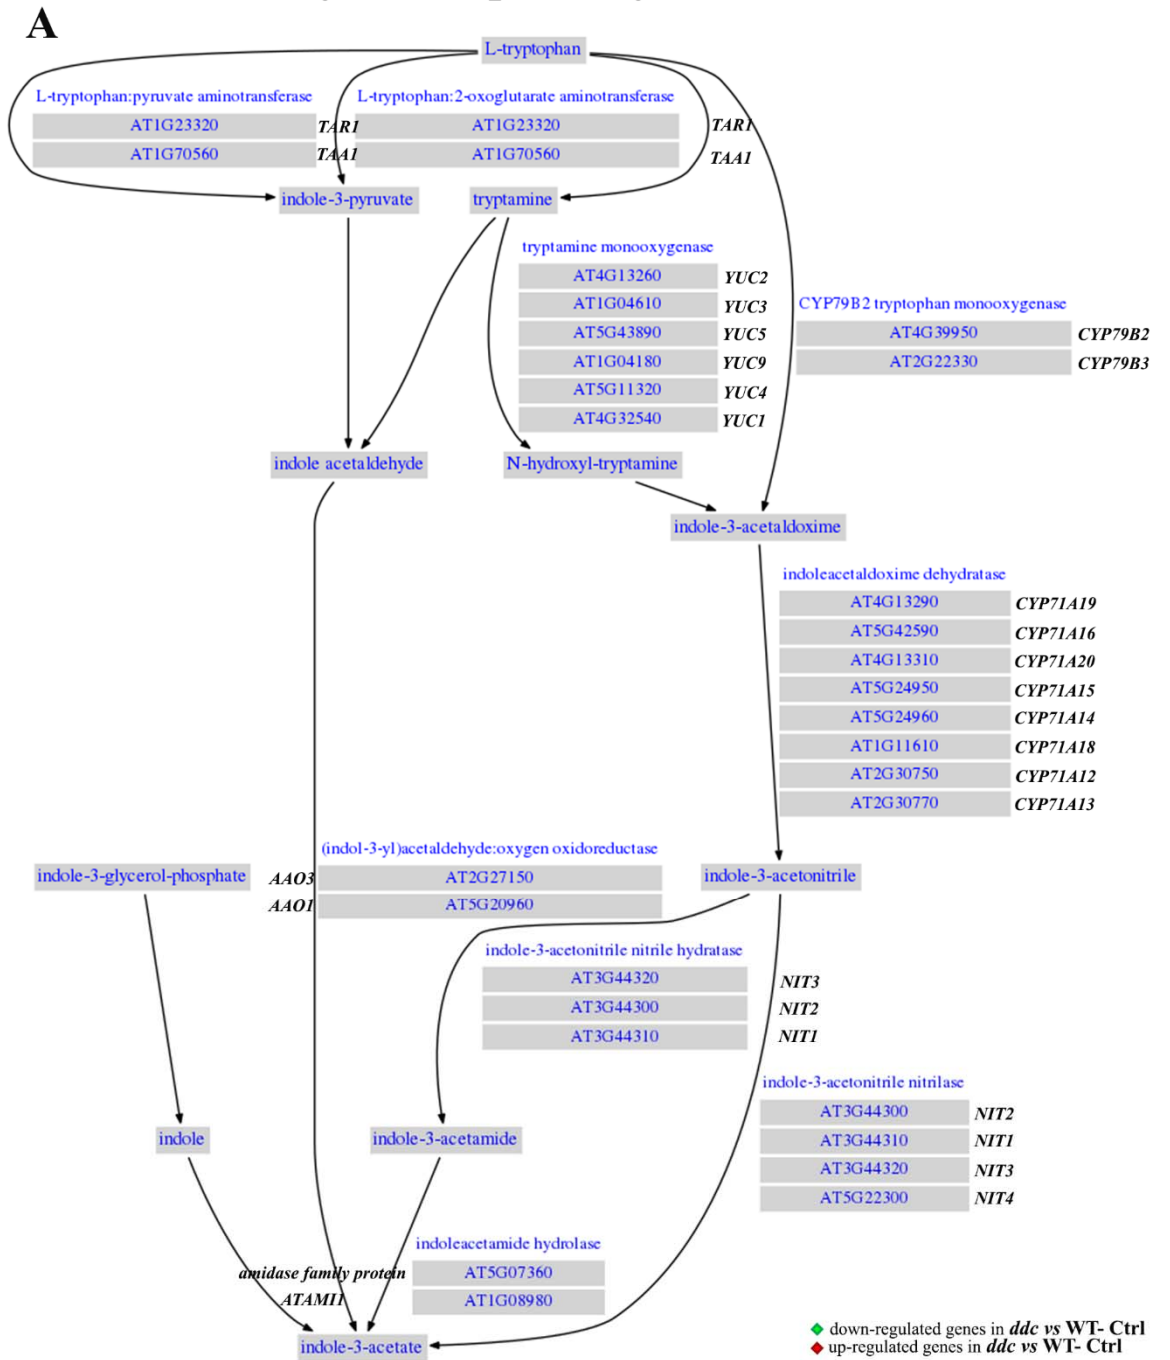 A
L-tryptophan
L-tryptophan:pyruvate aminotransferase
AT1G23320 TAR1
AT1G70560 TAA1
L-tryptophan:2-oxoglutarate aminotransferase
AT1G23320 TAR1
AT1G70560 TAA1
indole-3-pyruvate
tryptamine
tryptamine monooxygenase
AT4G13260 YUC2
AT1G04610 YUC3
AT5G43890 YUC5
AT1G04180 YUC9
AT5G11320 YUC4
AT4G32540 YUC1
CYP79B2 tryptophan monooxygenase
AT4G39950 CYP79B2
AT2G22330 CYP79B3
indole acetaldehyde
N-hydroxyl-tryptamine
indole-3-acetaldoxime
indoleacetaldoxime dehydratase
AT4G13290 CYP71A19
AT5G42590 CYP71A16
AT4G13310 CYP71A20
AT5G24950 CYP71A15
AT5G24960 CYP71A14
AT1G11610 CYP71A18
AT2G30750 CYP71A12
AT2G30770 CYP71A13
(indol-3-yl)acetaldehyde:oxygen oxidoreductase
AAO3 AT2G27150
AAO1 AT5G20960
indole-3-glycerol-phosphate
indole-3-acetonitrile
indole-3-acetonitrile nitrile hydratase
AT3G44320 NIT3
AT3G44300 NIT2
AT3G44310 NIT1
indole-3-acetonitrile nitrilase
AT3G44300 NIT2
AT3G44310 NIT1
AT3G44320 NIT3
AT5G22300 NIT4
indole
indole-3-acetamide
indoleacetamide hydrolase
amidase family protein AT5G07360
ATAMI1 AT1G08980
indole-3-acetate
down-regulated genes in ddc vs WT- Ctrl
up-regulated genes in ddc vs WT- Ctrl